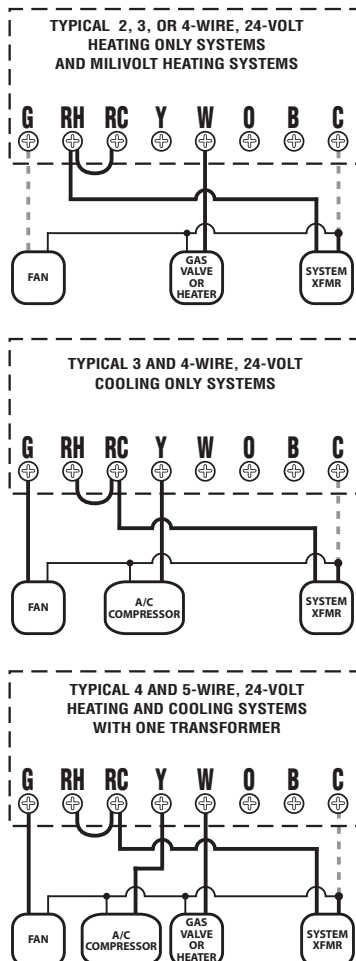 TYPICAL 2, 3, OR 4-WIRE, 24-VOLT
HEATING ONLY SYSTEMS
AND MILIVOLT HEATING SYSTEMS
G RH RC Y W O B C
FAN
GAS
VALVE
OR
HEATER
SYSTEM
XFMR
TYPICAL 3 AND 4-WIRE, 24-VOLT
COOLING ONLY SYSTEMS
G RH RC Y W O B C
FAN
A/C
COMPRESSOR
SYSTEM
XFMR
TYPICAL 4 AND 5-WIRE, 24-VOLT
HEATING AND COOLING SYSTEMS
WITH ONE TRANSFORMER
G RH RC Y W O B C
FAN
A/C
COMPRESSOR
GAS
VALVE
OR
HEATER
SYSTEM
XFMR